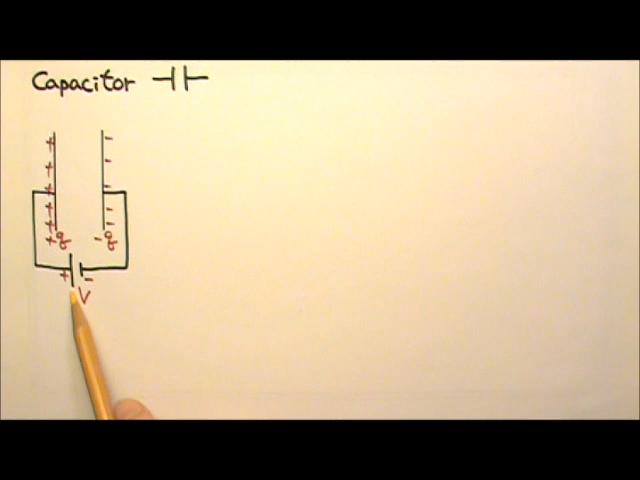 Capacitor
+ -
+ -
+ -
+ -
+ -
+q -q
+ -
V